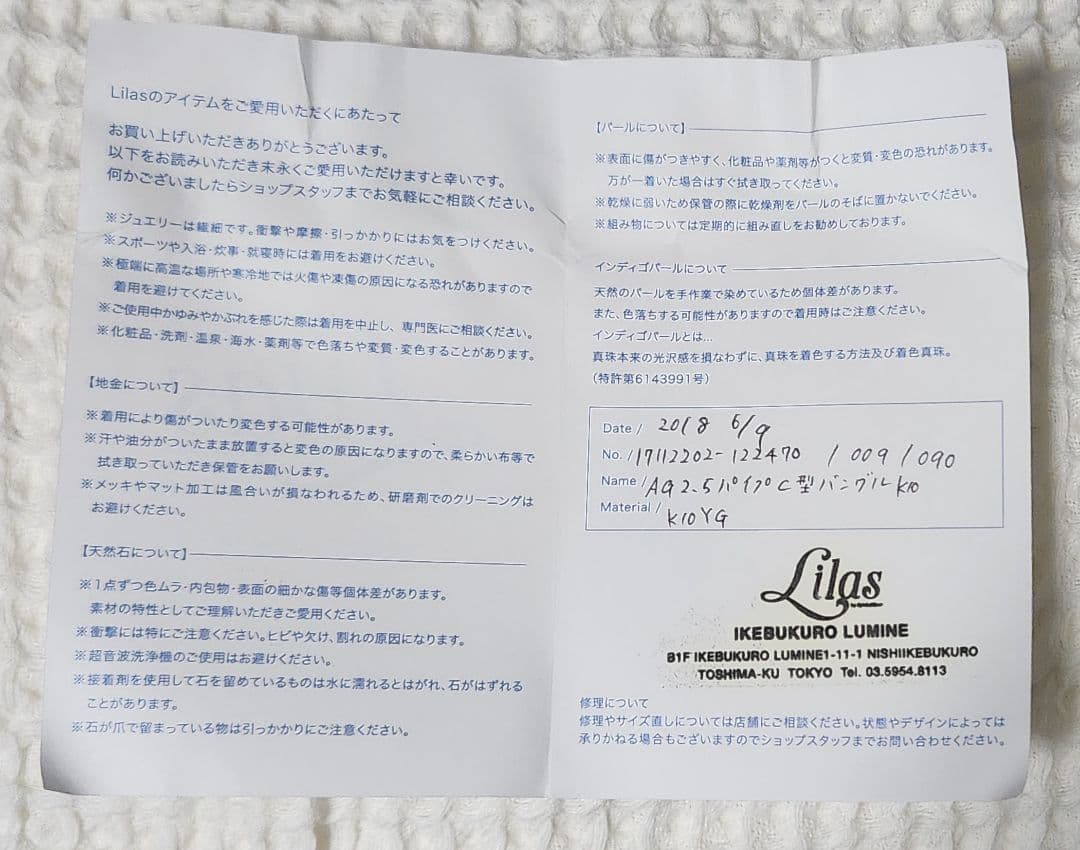 Lilasのアイテムをご愛用いただくにあたって
お買い上げいただきありがとうございます。
以下をお読みいただき末永くご愛用いただけますと幸いです。
何かございましたらショップスタッフまでお気軽にご相談ください。
※ジュエリーは繊細です。衝撃や摩擦・引っかかりにはお気をつけください。
※スポーツや入浴・炊事・就寝時には着用をお避けください。
※極端に高温な場所や寒冷地では火傷や凍傷の原因になる恐れがありますので
着用を避けてください。
※ご使用中かゆみやかぶれを感じた際は着用を中止し、専門医にご相談ください。
※化粧品・洗剤・温泉・海水・薬剤等で色落ちや変質・変色することがあります。
【地金について】
※着用により傷がついたり変色する可能性があります。
※汗や油分がついたまま放置すると変色の原因になりますので、柔らかい布等で
拭き取っていただき保管をお願いします。
※メッキやマット加工は風合いが損なわれるため、研磨剤でのクリーニングは
お避けください。
【天然石について】
※1点ずつ色ムラ・内包物・表面の細かな傷等個体差があります。
素材の特性としてご理解いただきご愛用ください。
※衝撃には特にご注意ください。ヒビや欠け、割れの原因になります。
※超音波洗浄機のご使用はお避けください。
※接着剤を使用して石を留めているものは水に濡れるとはがれ、石がはずれる
ことがあります。
※石が爪で留まっている物は引っかかりにご注意ください。
【パールについて】
※表面に傷がつきやすく、化粧品や薬剤等がつくと変質・変色の恐れがあります。
万が一着いた場合はすぐ拭き取ってください。
※乾燥に弱いため保管の際に乾燥剤をパールのそばに置かないでください。
※組み物については定期的に組み直しをお勧めしております。
インディゴパールについて
天然のパールを手作業で染めているため個体差があります。
また、色落ちする可能性がありますので着用時はご注意ください。
インディゴパールとは...
真珠本来の光沢感を損なわずに、真珠を着色する方法及び着色真珠。
(特許第6143991号)
Date / 2018 6/9
No. / 17112202-122470 / 009 / 090
Name / AG2.5パイプC型バングルK10
Material / K10YG
Lilas
IKEBUKURO LUMINE
B1F IKEBUKURO LUMINE1-11-1 NISHIIKEBUKURO
TOSHIMA-KU TOKYO Tel. 03.5954.8113
修理について
修理やサイズ直しについては店舗にご相談ください。状態やデザインによっては
承りかねる場合もございますのでショップスタッフまでお問い合わせください。